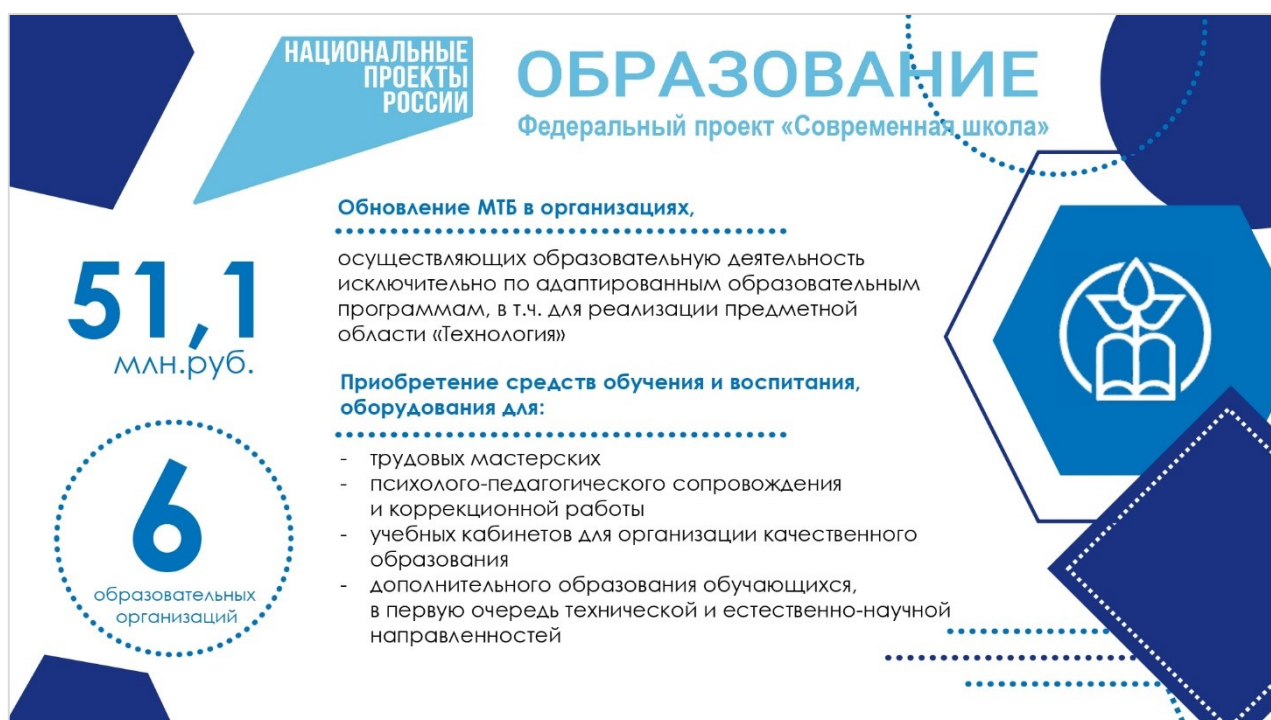 НАЦИОНАЛЬНЫЕ
ПРОЕКТЫ
РОССИИ
ОБРАЗОВАНИЕ
Федеральный проект «Современная школа»
51,1
млн.руб.
6
образовательных
организаций
Обновление МТБ в организациях,
осуществляющих образовательную деятельность
исключительно по адаптированным образовательным
программам, в т.ч. для реализации предметной
области «Технология»
Приобретение средств обучения и воспитания,
оборудования для:
- трудовых мастерских
- психолого-педагогического сопровождения
и коррекционной работы
- учебных кабинетов для организации качественного
образования
- дополнительного образования обучающихся,
в первую очередь технической и естественно-научной
направленностей